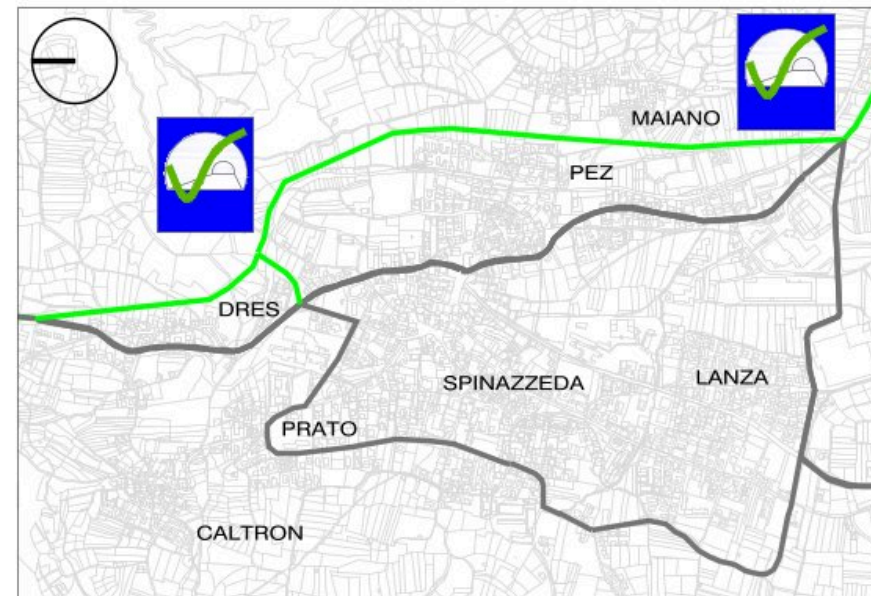 MAIANO
PEZ
DRES
SPINAZZEDA
LANZA
PRATO
CALTRON